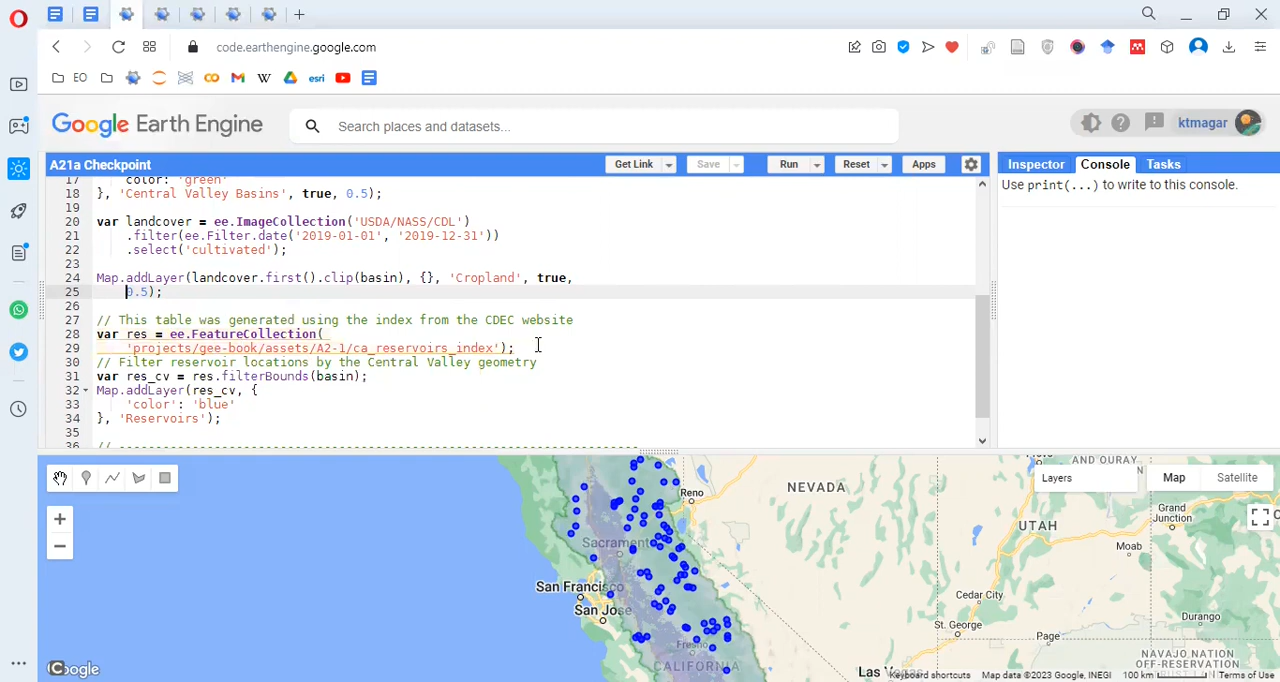 code.earthengine.google.com
EO
esri
Google Earth Engine
Search places and datasets...
ktmagar
A21a Checkpoint
Get Link
Save
Run
Reset
Apps
17 color: 'green'
18 }, 'Central Valley Basins', true, 0.5);
19
20 var landcover = ee.ImageCollection('USDA/NASS/CDL')
21 .filter(ee.Filter.date('2019-01-01', '2019-12-31'))
22 .select('cultivated');
23
24 Map.addLayer(landcover.first().clip(basin), {}, 'Cropland', true,
25 0.5);
26
27 // This table was generated using the index from the CDEC website
28 var res = ee.FeatureCollection(
29 'projects/gee-book/assets/A2-1/ca_reservoirs_index');
30 // Filter reservoir locations by the Central Valley geometry
31 var res_cv = res.filterBounds(basin);
32 Map.addLayer(res_cv, {
33 'color': 'blue'
34 }, 'Reservoirs');
35
36 // ---------------------------------------------------------------------
Inspector
Console
Tasks
Use print(...) to write to this console.
Layers
Map
Satellite
AND OURAY
NEVADA
Reno
UTAH
Grand
Junction
Moab
Sacramento
San Francisco
San Jose
Cedar City
Durango
St. George
Page
Fresno
CALIFORNIA
Las
NAVAJO NATION
OFF-RESERVATION
Google
Keyboard shortcuts
Map data ©2023 Google, INEGI
100 km
Terms of Use